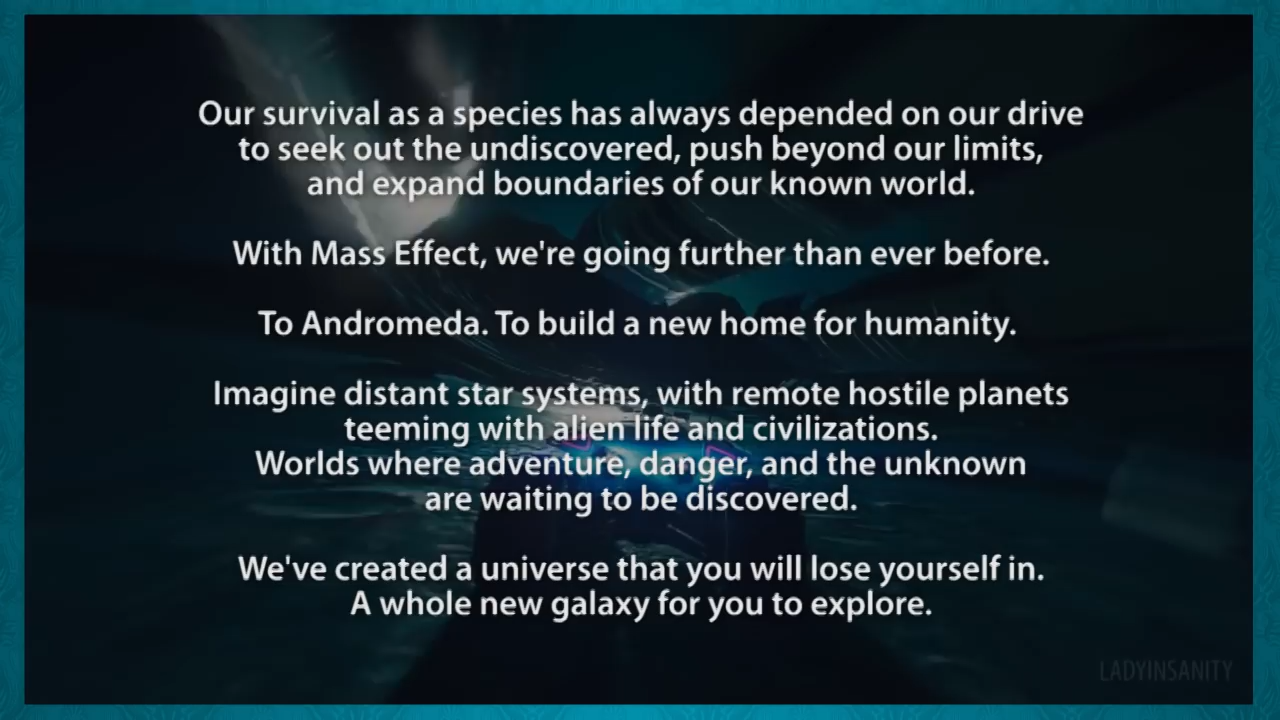 Our survival as a species has always depended on our drive
to seek out the undiscovered, push beyond our limits,
and expand boundaries of our known world.
With Mass Effect, we're going further than ever before.
To Andromeda. To build a new home for humanity.
Imagine distant star systems, with remote hostile planets
teeming with alien life and civilizations.
Worlds where adventure, danger, and the unknown
are waiting to be discovered.
We've created a universe that you will lose yourself in.
A whole new galaxy for you to explore.
LADYINSANITY